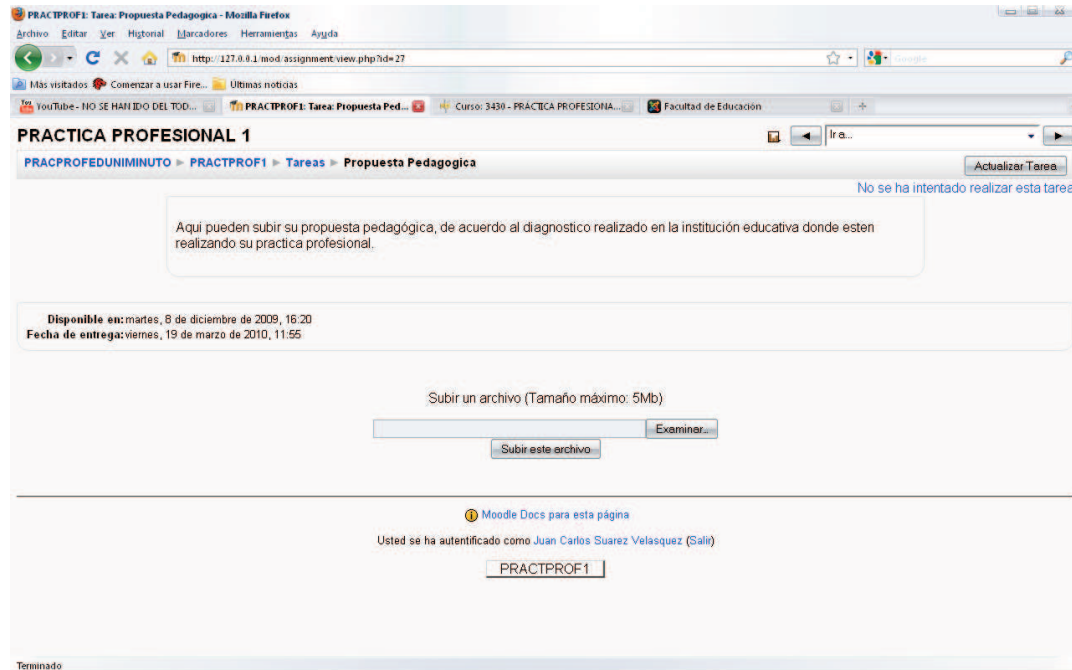 PRACTPROF1: Tarea: Propuesta Pedagogica - Mozilla Firefox
Archivo Editar Ver Historial Marcadores Herramientas Ayuda
http://127.0.0.1/mod/assignment/view.php?id=27
Google
Más visitados Comenzar a usar Fire... Últimas noticias
YouTube - NO SE HAN IDO DEL TOD... PRACTPROF1: Tarea: Propuesta Ped... Curso: 3430 - PRÁCTICA PROFESIONA... Facultad de Educación
PRACTICA PROFESIONAL 1
Ir a...
PRACPROFEDUNIMINUTO ► PRACTPROF1 ► Tareas ► Propuesta Pedagogica
Actualizar Tarea
No se ha intentado realizar esta tarea
Aqui pueden subir su propuesta pedagógica, de acuerdo al diagnostico realizado en la institución educativa donde esten
realizando su practica profesional.
Disponible en: martes, 8 de diciembre de 2009, 16:20
Fecha de entrega: viernes, 19 de marzo de 2010, 11:55
Subir un archivo (Tamaño máximo: 5Mb)
Examinar...
Subir este archivo
Moodle Docs para esta página
Usted se ha autentificado como Juan Carlos Suarez Velasquez (Salir)
PRACTPROF1
Terminado